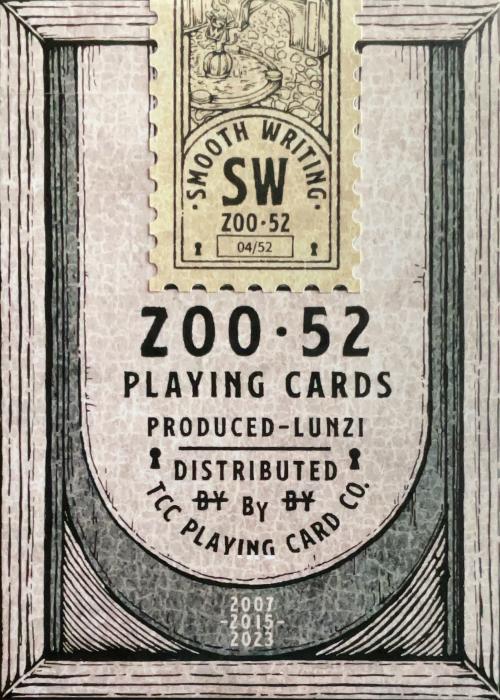 ·SMOOTH WRITING·
SW
ZOO·52
04/52
ZOO·52
PLAYING CARDS
PRODUCED-LUNZI
DISTRIBUTED
BY By BY
TCC PLAYING CARD CO.
2007
-2015-
2023